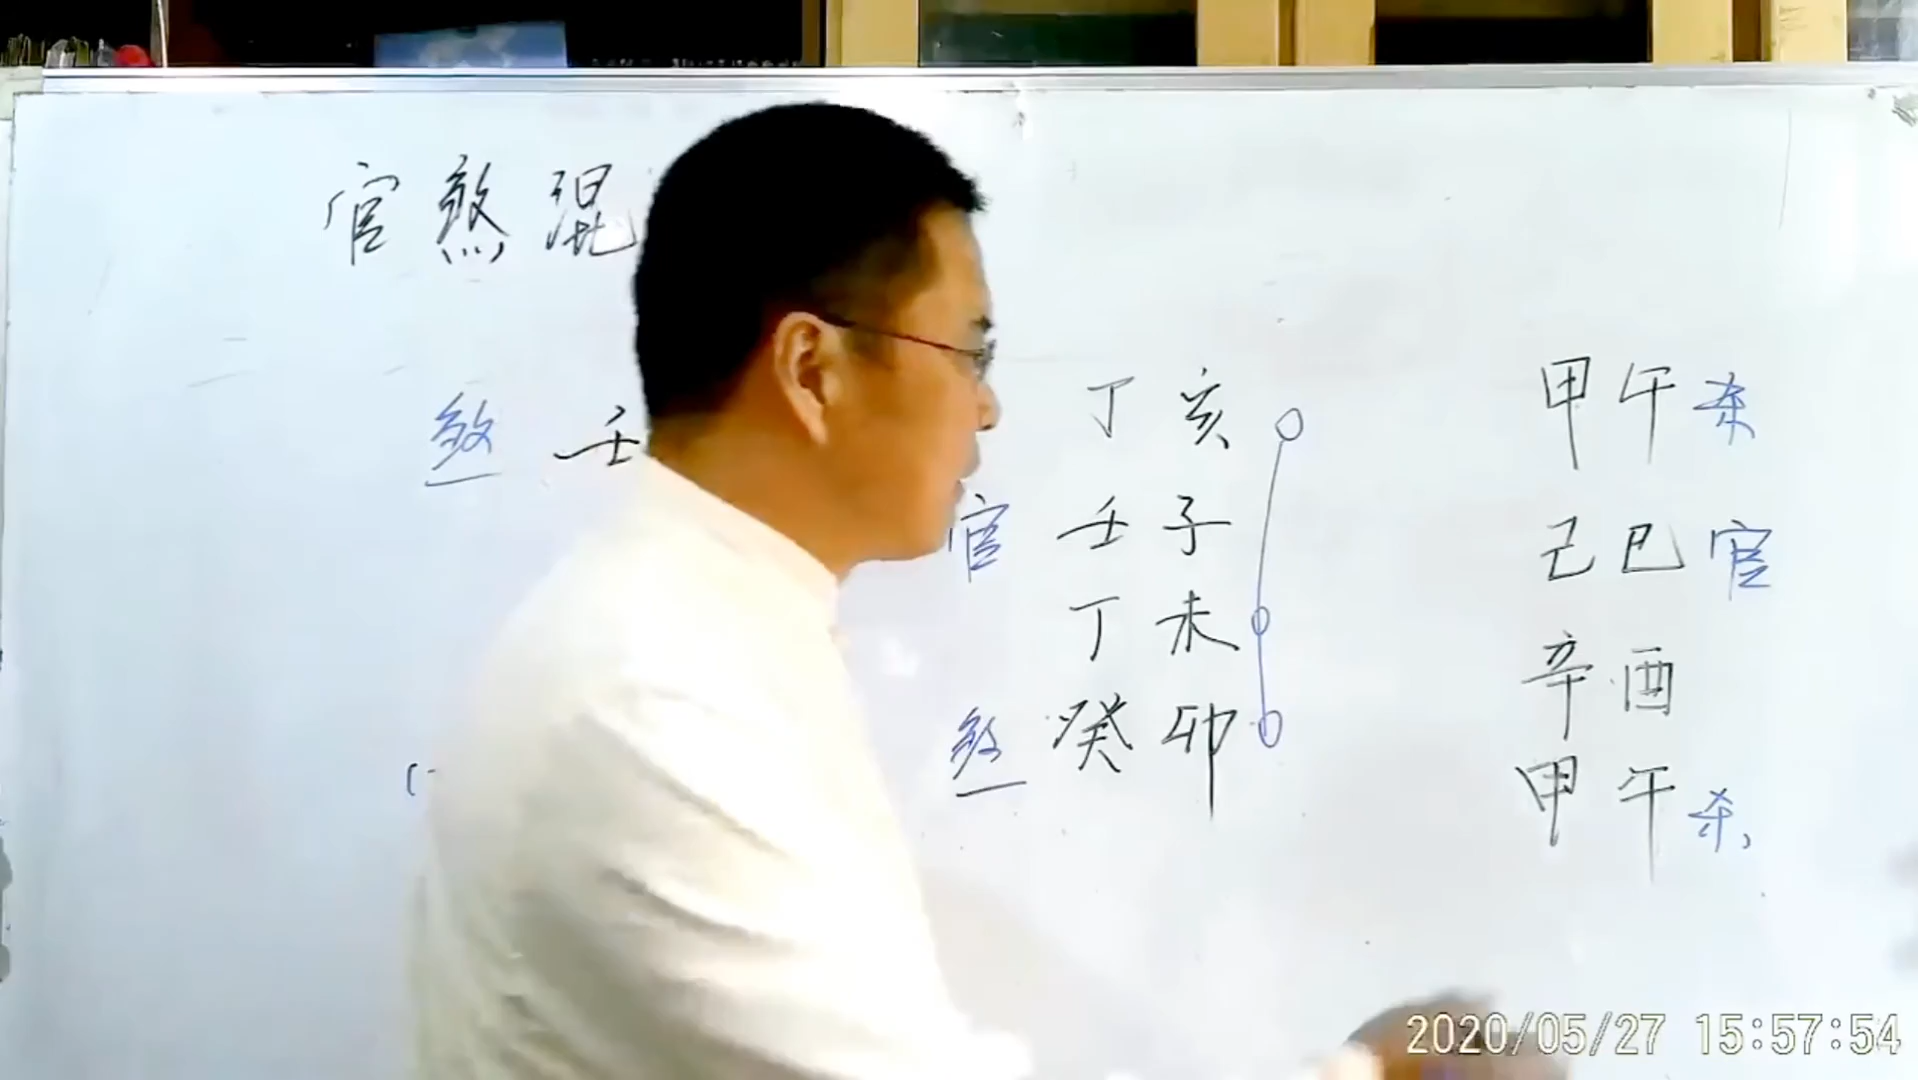 官煞混
煞 壬
丁亥
官 壬子
丁未
煞 癸卯
甲午 杀
己巳 官
辛酉
甲午 杀
2020/05/27 15:57:54